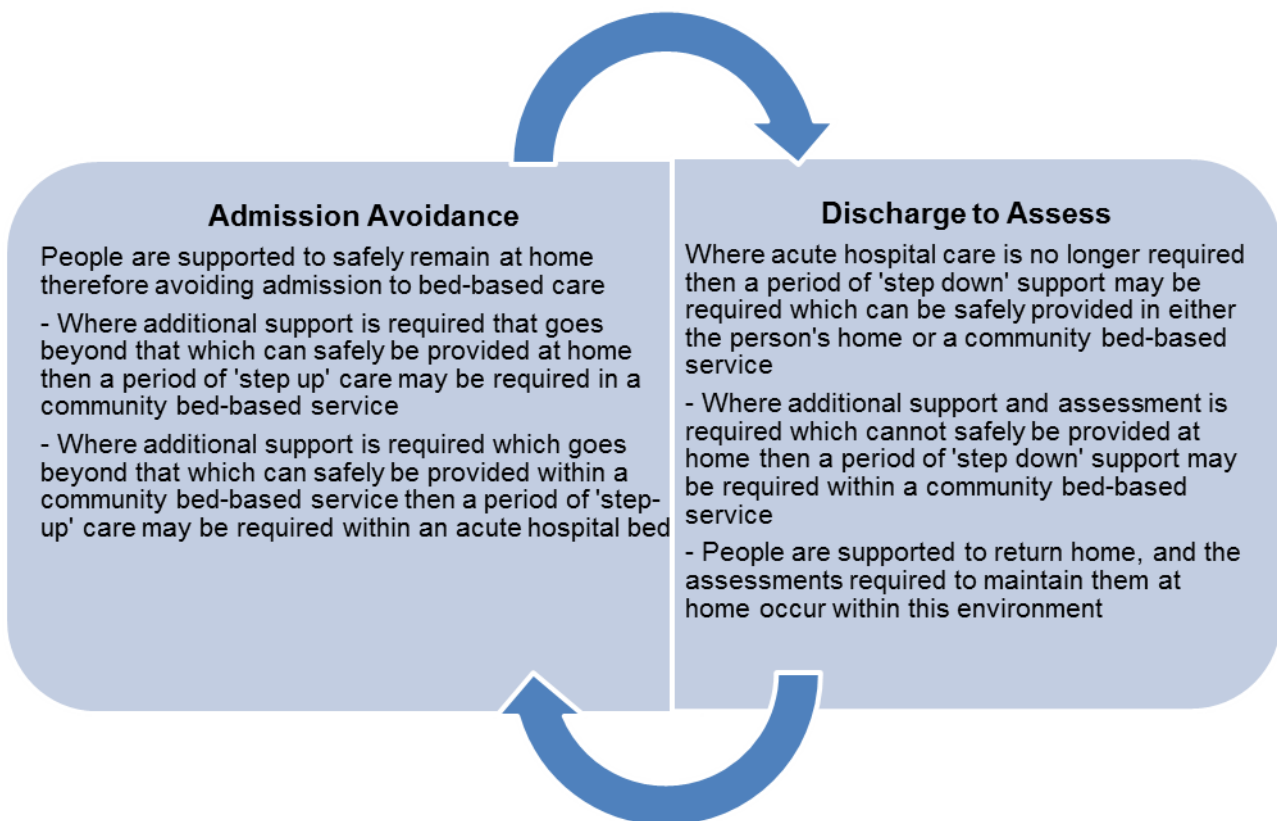 Admission Avoidance
People are supported to safely remain at home
therefore avoiding admission to bed-based care
- Where additional support is required that goes
beyond that which can safely be provided at home
then a period of 'step up' care may be required in a
community bed-based service
- Where additional support is required which goes
beyond that which can safely be provided within a
community bed-based service then a period of 'step-
up' care may be required within an acute hospital bed
Discharge to Assess
Where acute hospital care is no longer required
then a period of 'step down' support may be
required which can be safely provided in either
the person's home or a community bed-based
service
- Where additional support and assessment is
required which cannot safely be provided at
home then a period of 'step down' support may
be required within a community bed-based
service
- People are supported to return home, and the
assessments required to maintain them at
home occur within this environment